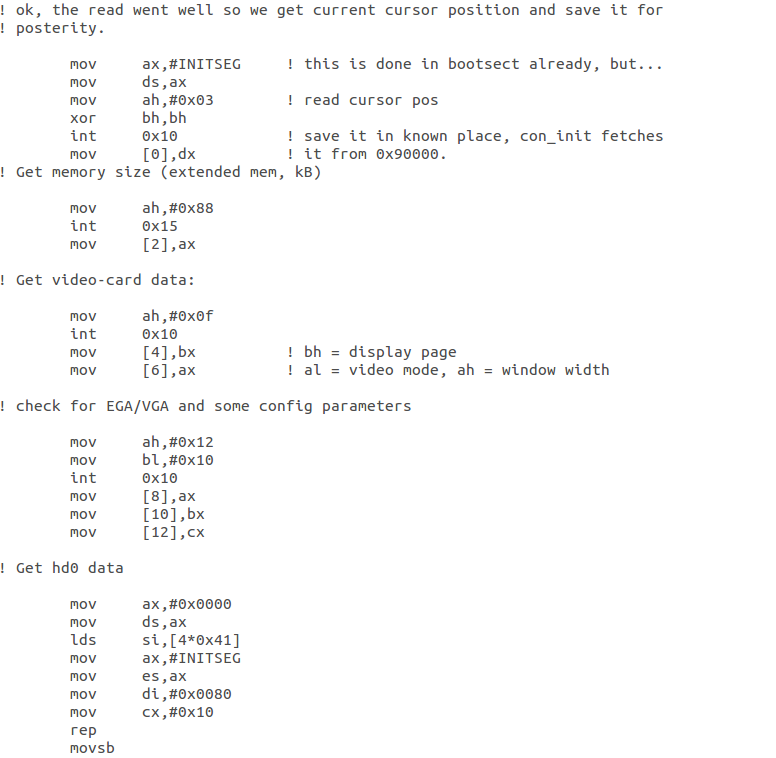 ! ok, the read went well so we get current cursor position and save it for
! posterity.
mov ax,#INITSEG ! this is done in bootsect already, but...
mov ds,ax
mov ah,#0x03 ! read cursor pos
xor bh,bh
int 0x10 ! save it in known place, con_init fetches
mov [0],dx ! it from 0x90000.
! Get memory size (extended mem, kB)
mov ah,#0x88
int 0x15
mov [2],ax
! Get video-card data:
mov ah,#0x0f
int 0x10
mov [4],bx ! bh = display page
mov [6],ax ! al = video mode, ah = window width
! check for EGA/VGA and some config parameters
mov ah,#0x12
mov bl,#0x10
int 0x10
mov [8],ax
mov [10],bx
mov [12],cx
! Get hd0 data
mov ax,#0x0000
mov ds,ax
lds si,[4*0x41]
mov ax,#INITSEG
mov es,ax
mov di,#0x0080
mov cx,#0x10
rep
movsb